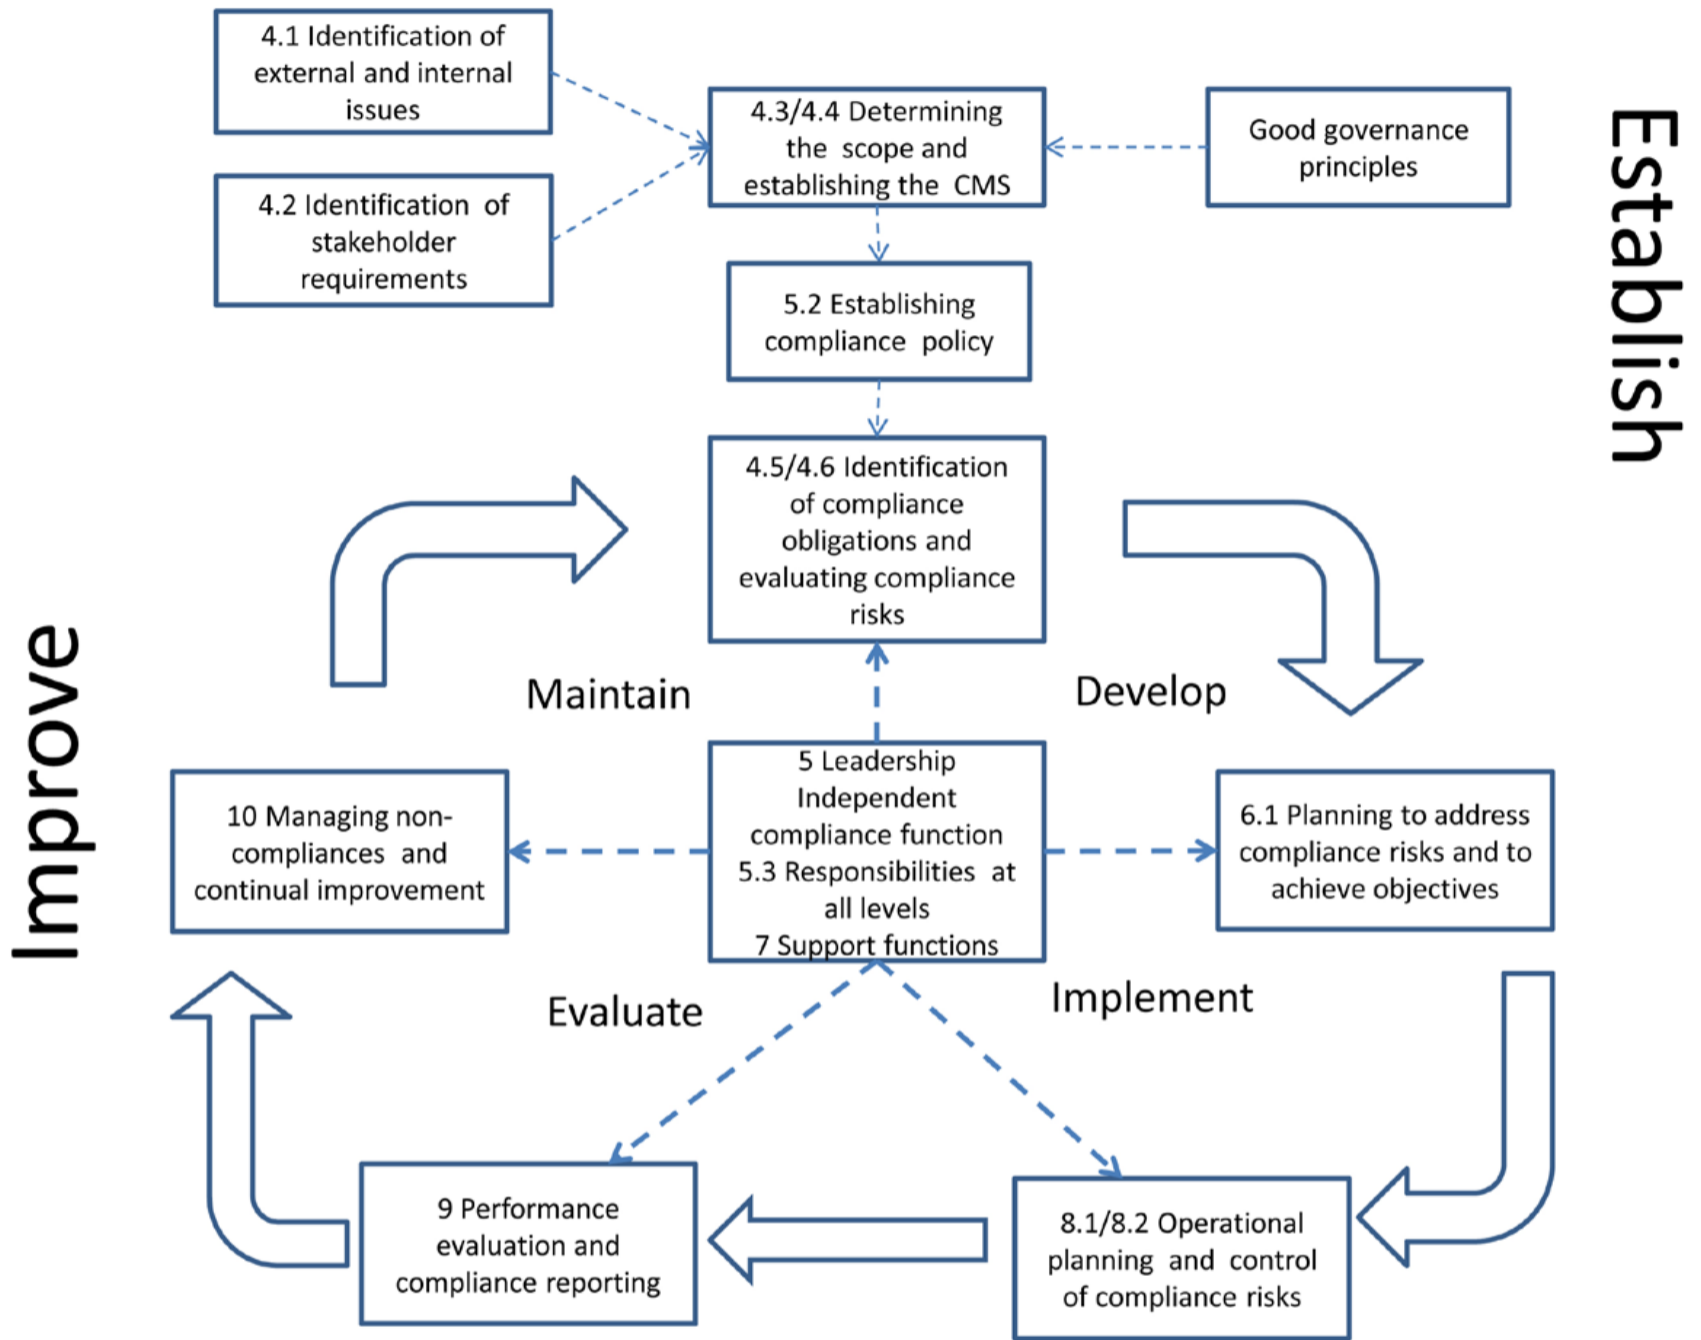 4.1 Identification of
external and internal
issues
4.3/4.4 Determining
the scope and
establishing the CMS
Good governance
principles
Establish
4.2 Identification of
stakeholder
requirements
5.2 Establishing
compliance policy
4.5/4.6 Identification
of compliance
obligations and
evaluating compliance
risks
Improve
Maintain
Develop
10 Managing non-
compliances and
continual improvement
5 Leadership
Independent
compliance function
5.3 Responsibilities at
all levels
7 Support functions
6.1 Planning to address
compliance risks and to
achieve objectives
Evaluate
Implement
9 Performance
evaluation and
compliance reporting
8.1/8.2 Operational
planning and control
of compliance risks